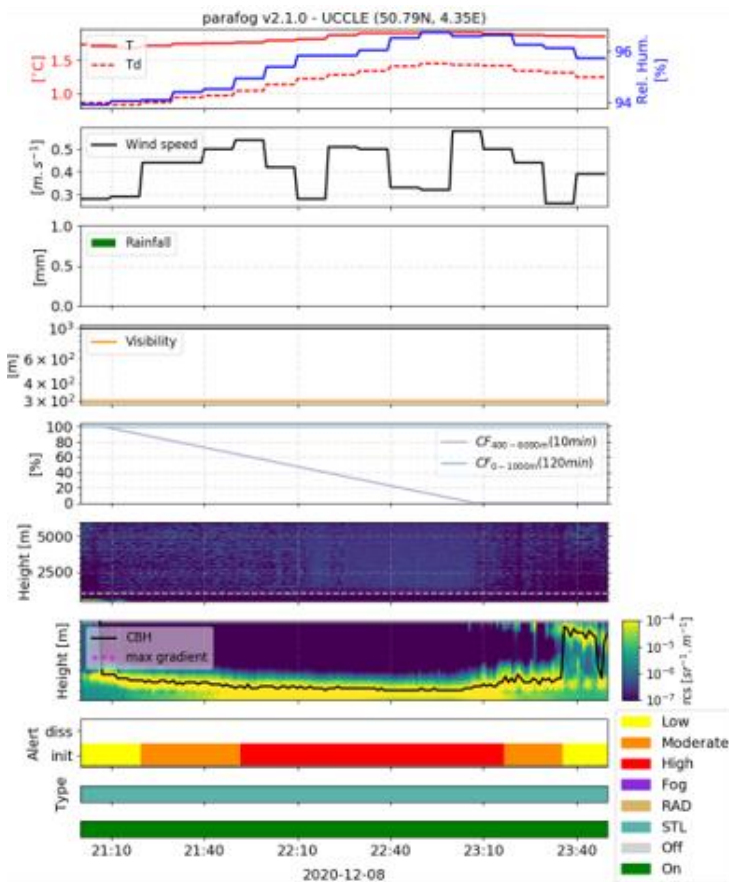 parafog v2.1.0 - UCCLE (50.79N, 4.35E)
[°C]
1.5
1.0
T
Td
96
94
Rel. Hum.
[%]
[m. s⁻¹]
0.5
0.4
0.3
Wind speed
[mm]
1.0
0.5
0.0
Rainfall
[m]
10³
6 × 10²
4 × 10²
3 × 10²
Visibility
[%]
100
80
60
40
20
0
CF₄₀₀₋₈₀₀₀ₘ(10min)
CF₀₋₁₀₀₀ₘ(120min)
Height [m]
5000
2500
Height [m]
CBH
max gradient
10⁻⁴
10⁻⁵
10⁻⁶
10⁻⁷
rcs [sr⁻¹. m⁻¹]
Alert
diss
init
Type
Low
Moderate
High
Fog
RAD
STL
Off
On
21:10
21:40
22:10
22:40
23:10
23:40
2020-12-08